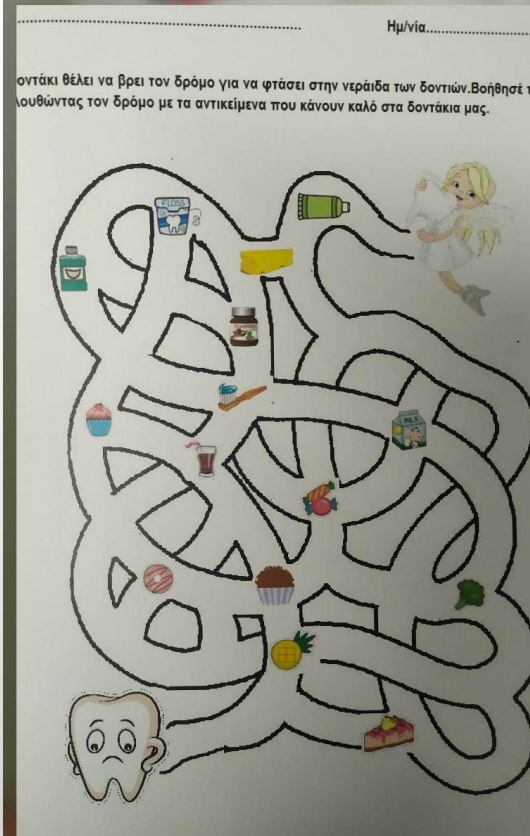 Ημ/νία
οντάκι θέλει να βρει τον δρόμο για να φτάσει στην νεράιδα των δοντιών.Βοήθησέ τ
λουθώντας τον δρόμο με τα αντικείμενα που κάνουν καλό στα δοντάκια μας.
FLOSS
MILK